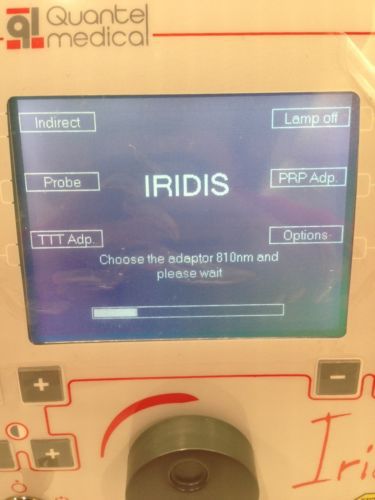 Quantel
medical
Indirect
Lamp off
Probe
IRIDIS
PRP Adp.
TTT Adp.
Options
Choose the adaptor 810nm and
please wait